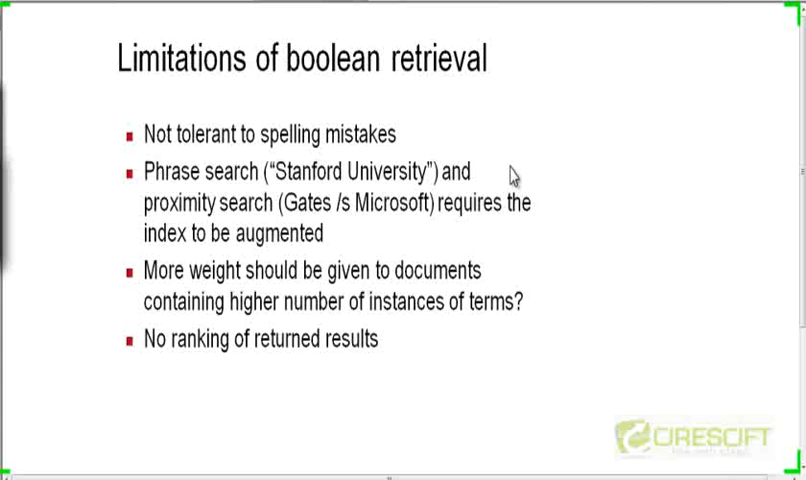 Limitations of boolean retrieval
Not tolerant to spelling mistakes
Phrase search (“Stanford University”) and
proximity search (Gates /s Microsoft) requires the
index to be augmented
More weight should be given to documents
containing higher number of instances of terms?
No ranking of returned results